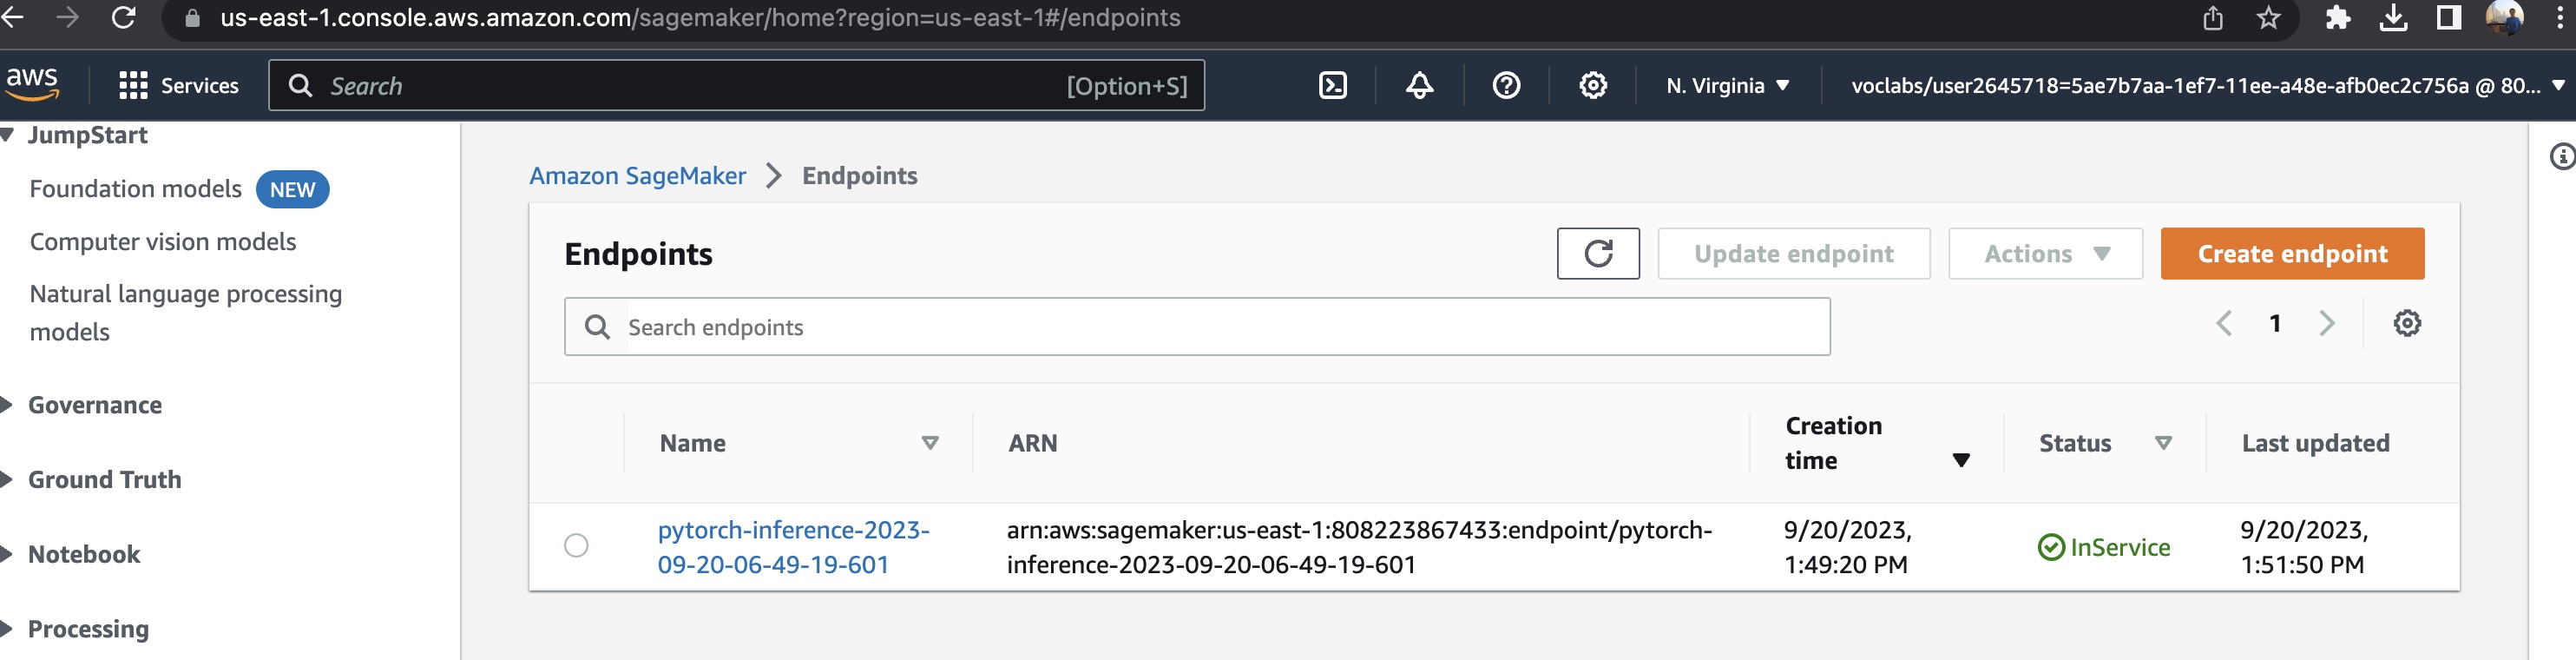 us-east-1.console.aws.amazon.com/sagemaker/home?region=us-east-1#/endpoints
aws
Services
Search
[Option+S]
N. Virginia
voclabs/user2645718=5ae7b7aa-1ef7-11ee-a48e-afb0ec2c756a @ 80...
JumpStart
Foundation models NEW
Computer vision models
Natural language processing
models
Governance
Ground Truth
Notebook
Processing
Amazon SageMaker > Endpoints
Endpoints
Update endpoint
Actions
Create endpoint
Search endpoints
1
Name
ARN
Creation
time
Status
Last updated
pytorch-inference-2023-
09-20-06-49-19-601
arn:aws:sagemaker:us-east-1:808223867433:endpoint/pytorch-
inference-2023-09-20-06-49-19-601
9/20/2023,
1:49:20 PM
InService
9/20/2023,
1:51:50 PM